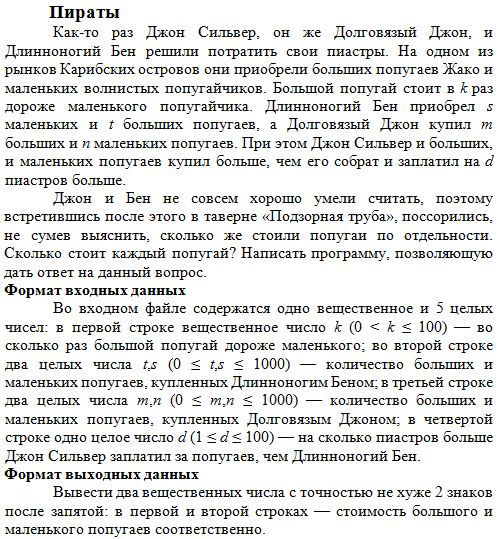 Пираты
Как-то раз Джон Сильвер, он же Долговязый Джон, и
Длинноногий Бен решили потратить свои пиастры. На одном из
рынков Карибских островов они приобрели больших попугаев Жако и
маленьких волнистых попугайчиков. Большой попугай стоит в k раз
дороже маленького попугайчика. Длинноногий Бен приобрел s
маленьких и t больших попугаев, а Долговязый Джон купил m
больших и n маленьких попугаев. При этом Джон Сильвер и больших,
и маленьких попугаев купил больше, чем его собрат и заплатил на d
пиастров больше.
Джон и Бен не совсем хорошо умели считать, поэтому
встретившись после этого в таверне «Подзорная труба», поссорились,
не сумев выяснить, сколько же стоили попугаи по отдельности.
Сколько стоит каждый попугай? Написать программу, позволяющую
дать ответ на данный вопрос.
Формат входных данных
Во входном файле содержатся одно вещественное и 5 целых
чисел: в первой строке вещественное число k (0 < k ≤ 100) — во
сколько раз большой попугай дороже маленького; во второй строке
два целых числа t,s (0 ≤ t,s ≤ 1000) — количество больших и
маленьких попугаев, купленных Длинноногим Беном; в третьей строке
два целых числа m,n (0 ≤ m,n ≤ 1000) — количество больших и
маленьких попугаев, купленных Долговязым Джоном; в четвертой
строке одно целое число d (1 ≤ d ≤ 100) — на сколько пиастров больше
Джон Сильвер заплатил за попугаев, чем Длинноногий Бен.
Формат выходных данных
Вывести два вещественных числа с точностью не хуже 2 знаков
после запятой: в первой и второй строках — стоимость большого и
маленького попугаев соответственно.